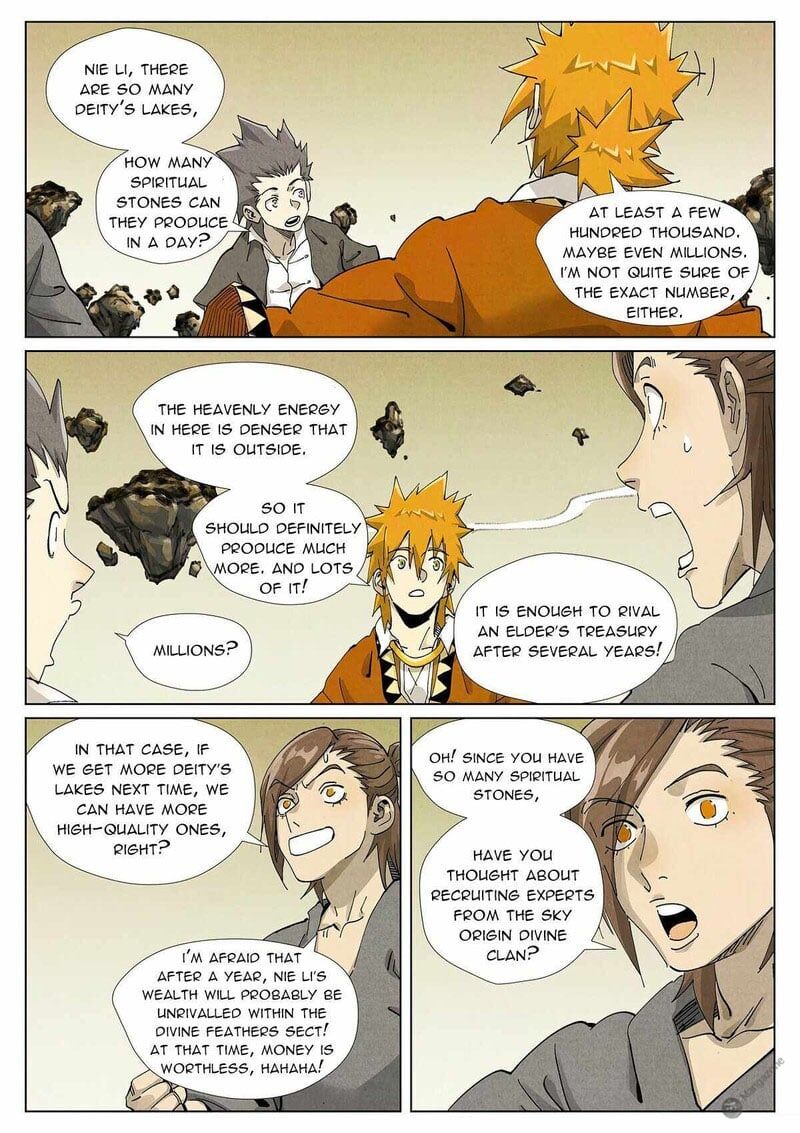 NIE LI, THERE
ARE SO MANY
DEITY'S LAKES,
HOW MANY
SPIRITUAL
STONES CAN
THEY PRODUCE
IN A DAY?
AT LEAST A FEW
HUNDRED THOUSAND.
MAYBE EVEN MILLIONS.
I'M NOT QUITE SURE OF
THE EXACT NUMBER,
EITHER.
THE HEAVENLY ENERGY
IN HERE IS DENSER THAT
IT IS OUTSIDE.
SO IT
SHOULD DEFINITELY
PRODUCE MUCH
MORE. AND LOTS
OF IT!
MILLIONS?
IT IS ENOUGH TO RIVAL
AN ELDER'S TREASURY
AFTER SEVERAL YEARS!
IN THAT CASE, IF
WE GET MORE DEITY'S
LAKES NEXT TIME, WE
CAN HAVE MORE
HIGH-QUALITY ONES,
RIGHT?
I'M AFRAID THAT
AFTER A YEAR, NIE LI'S
WEALTH WILL PROBABLY BE
UNRIVALLED WITHIN THE
DIVINE FEATHERS SECT!
AT THAT TIME, MONEY IS
WORTHLESS, HAHAHA!
OH! SINCE YOU HAVE
SO MANY SPIRITUAL
STONES,
HAVE YOU
THOUGHT ABOUT
RECRUITING EXPERTS
FROM THE SKY
ORIGIN DIVINE
CLAN?